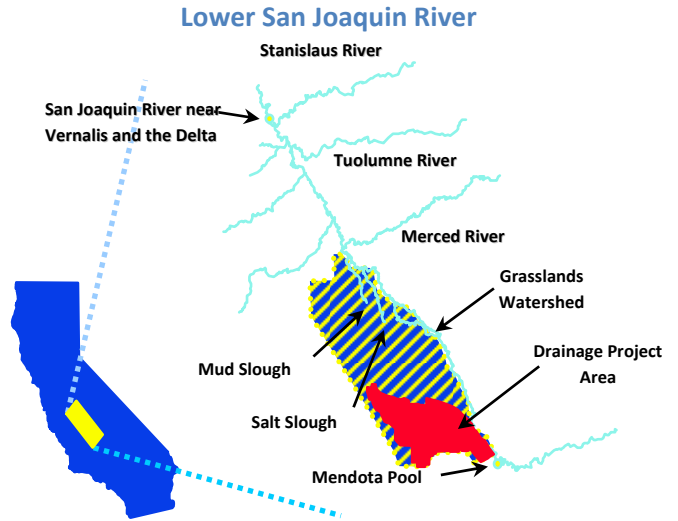 Lower San Joaquin River
Stanislaus River
San Joaquin River near
Vernalis and the Delta
Tuolumne River
Merced River
Grasslands
Watershed
Drainage Project
Area
Mud Slough
Salt Slough
Mendota Pool